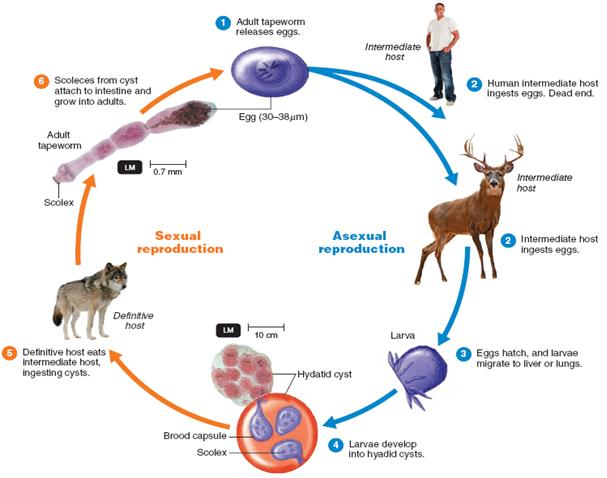 1 Adult tapeworm
releases eggs.
Intermediate
host
2 Human intermediate host
ingests eggs. Dead end.
6 Scoleces from cyst
attach to intestine and
grow into adults.
Egg (30–38μm)
Adult
tapeworm
LM
0.7 mm
Scolex
Intermediate
host
Sexual
reproduction
Asexual
reproduction
2 Intermediate host
ingests eggs.
Definitive
host
LM
10 cm
Larva
5 Definitive host eats
intermediate host,
ingesting cysts.
3 Eggs hatch, and larvae
migrate to liver or lungs.
Hydatid cyst
Brood capsule
Scolex
4 Larvae develop
into hyadid cysts.